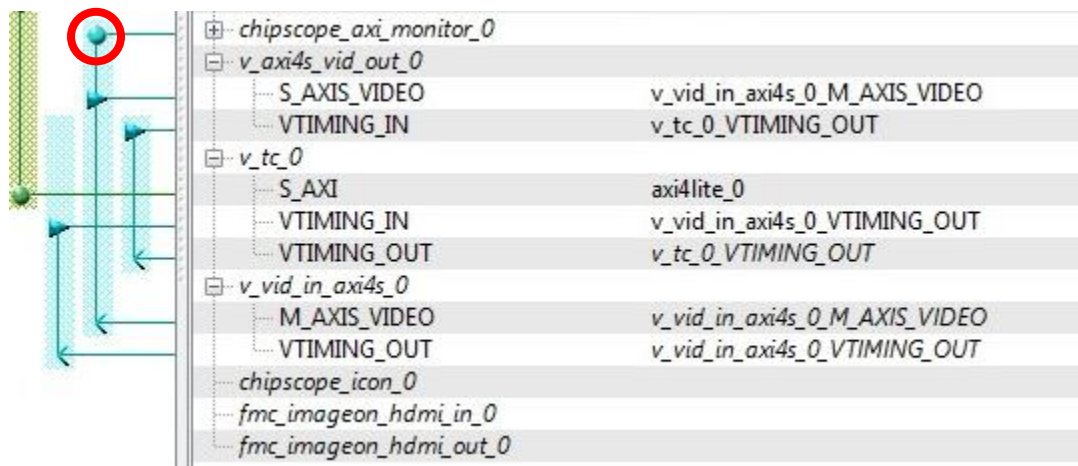 chipscope_axi_monitor_0
v_axi4s_vid_out_0
S_AXIS_VIDEO v_vid_in_axi4s_0_M_AXIS_VIDEO
VTIMING_IN v_tc_0_VTIMING_OUT
v_tc_0
S_AXI axi4lite_0
VTIMING_IN v_vid_in_axi4s_0_VTIMING_OUT
VTIMING_OUT v_tc_0_VTIMING_OUT
v_vid_in_axi4s_0
M_AXIS_VIDEO v_vid_in_axi4s_0_M_AXIS_VIDEO
VTIMING_OUT v_vid_in_axi4s_0_VTIMING_OUT
chipscope_icon_0
fmc_imageon_hdmi_in_0
fmc_imageon_hdmi_out_0